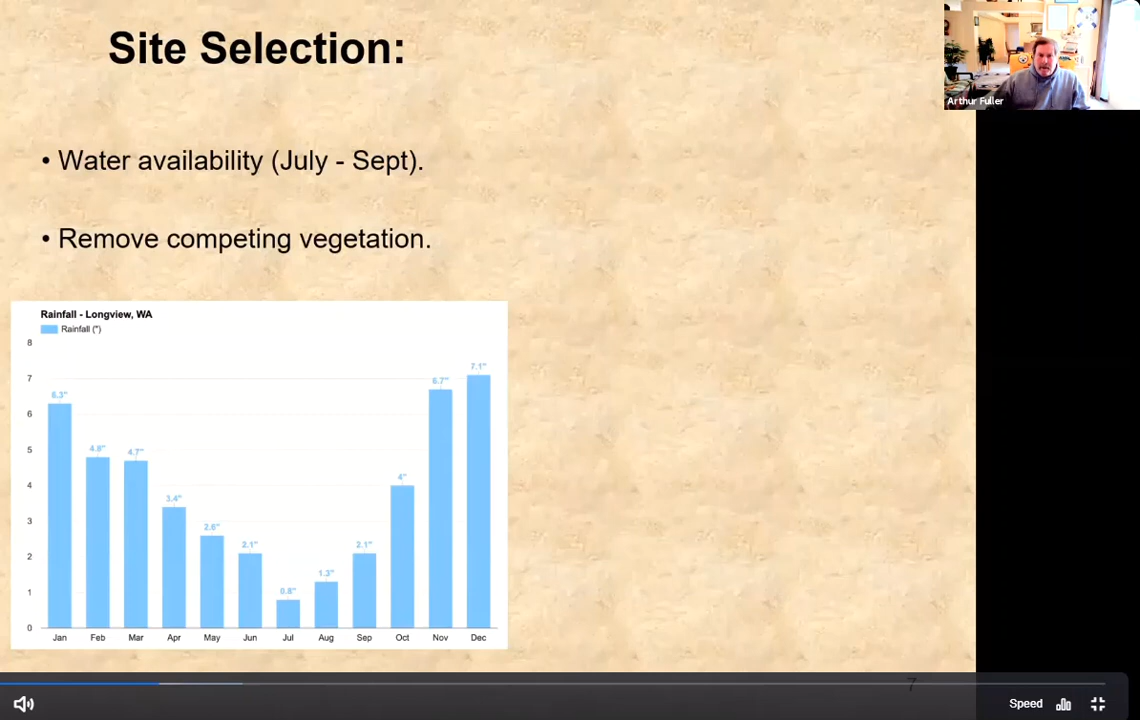 Site Selection:
Arthur Fuller
• Water availability (July - Sept).
• Remove competing vegetation.
Rainfall - Longview, WA
Rainfall (")
8
7
6
5
4
3
2
1
0
6.3"
4.8"
4.7"
3.4"
2.6"
2.1"
0.8"
1.3"
2.1"
4"
6.7"
7.1"
Jan Feb Mar Apr May Jun Jul Aug Sep Oct Nov Dec
7
Speed